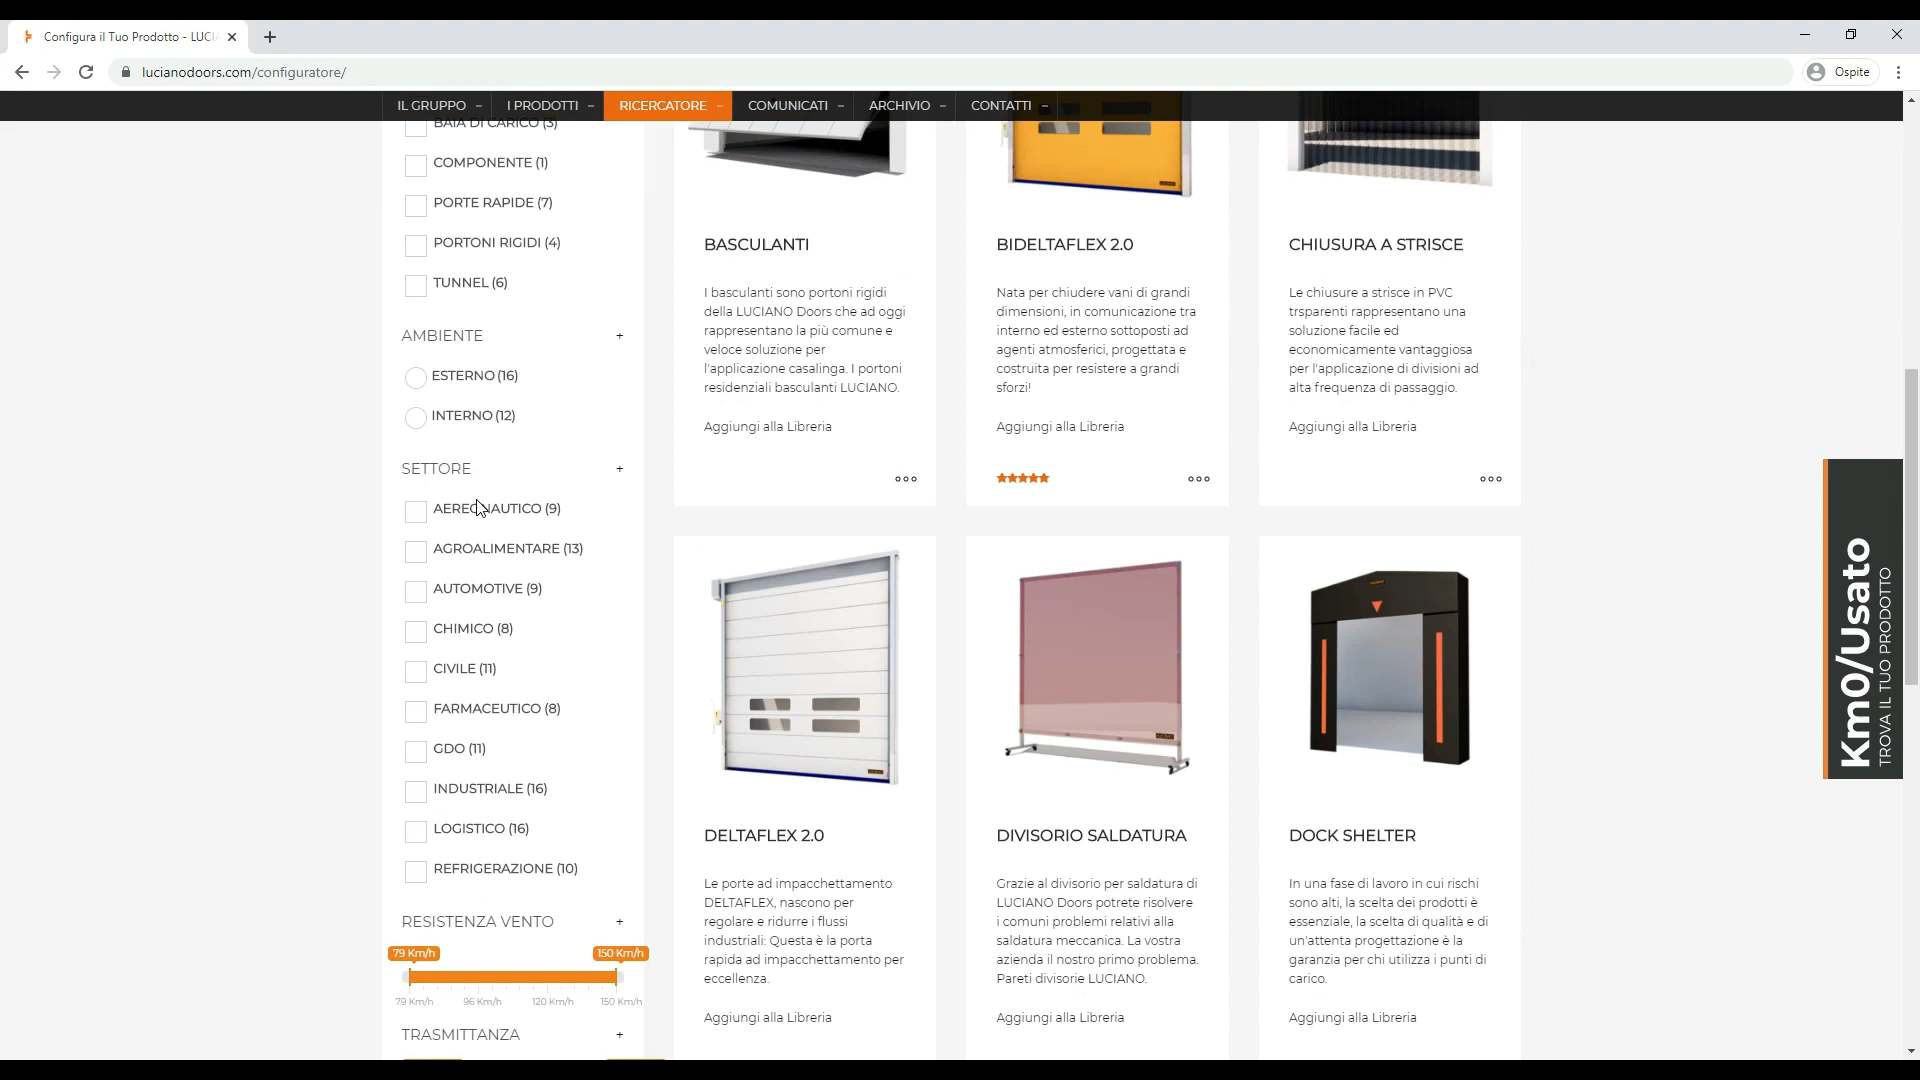 Configura il Tuo Prodotto - LUCI
lucianodoors.com/configuratore/
Ospite
IL GRUPPO –
I PRODOTTI –
RICERCATORE –
COMUNICATI –
ARCHIVIO –
CONTATTI –
BAIA DI CARICO (3)
COMPONENTE (1)
PORTE RAPIDE (7)
PORTONI RIGIDI (4)
TUNNEL (6)
AMBIENTE +
ESTERNO (16)
INTERNO (12)
SETTORE +
AEREONAUTICO (9)
AGROALIMENTARE (13)
AUTOMOTIVE (9)
CHIMICO (8)
CIVILE (11)
FARMACEUTICO (8)
GDO (11)
INDUSTRIALE (16)
LOGISTICO (16)
REFRIGERAZIONE (10)
RESISTENZA VENTO +
79 Km/h 150 Km/h
79 Km/h 96 Km/h 120 Km/h 150 Km/h
TRASMITTANZA +
BASCULANTI
I basculanti sono portoni rigidi
della LUCIANO Doors che ad oggi
rappresentano la più comune e
veloce soluzione per
l'applicazione casalinga. I portoni
residenziali basculanti LUCIANO.
Aggiungi alla Libreria
BIDELTAFLEX 2.0
Nata per chiudere vani di grandi
dimensioni, in comunicazione tra
interno ed esterno sottoposti ad
agenti atmosferici, progettata e
costruita per resistere a grandi
sforzi!
Aggiungi alla Libreria
CHIUSURA A STRISCE
Le chiusure a strisce in PVC
trsparenti rappresentano una
soluzione facile ed
economicamente vantaggiosa
per l'applicazione di divisioni ad
alta frequenza di passaggio.
Aggiungi alla Libreria
DELTAFLEX 2.0
Le porte ad impacchettamento
DELTAFLEX, nascono per
regolare e ridurre i flussi
industriali: Questa è la porta
rapida ad impacchettamento per
eccellenza.
Aggiungi alla Libreria
DIVISORIO SALDATURA
Grazie al divisorio per saldatura di
LUCIANO Doors potrete risolvere
i comuni problemi relativi alla
saldatura meccanica. La vostra
azienda il nostro primo problema.
Pareti divisorie LUCIANO.
Aggiungi alla Libreria
DOCK SHELTER
In una fase di lavoro in cui rischi
sono alti, la scelta dei prodotti è
essenziale, la scelta di qualità e di
un'attenta progettazione è la
garanzia per chi utilizza i punti di
carico.
Aggiungi alla Libreria
Km0/Usato
TROVA IL TUO PRODOTTO